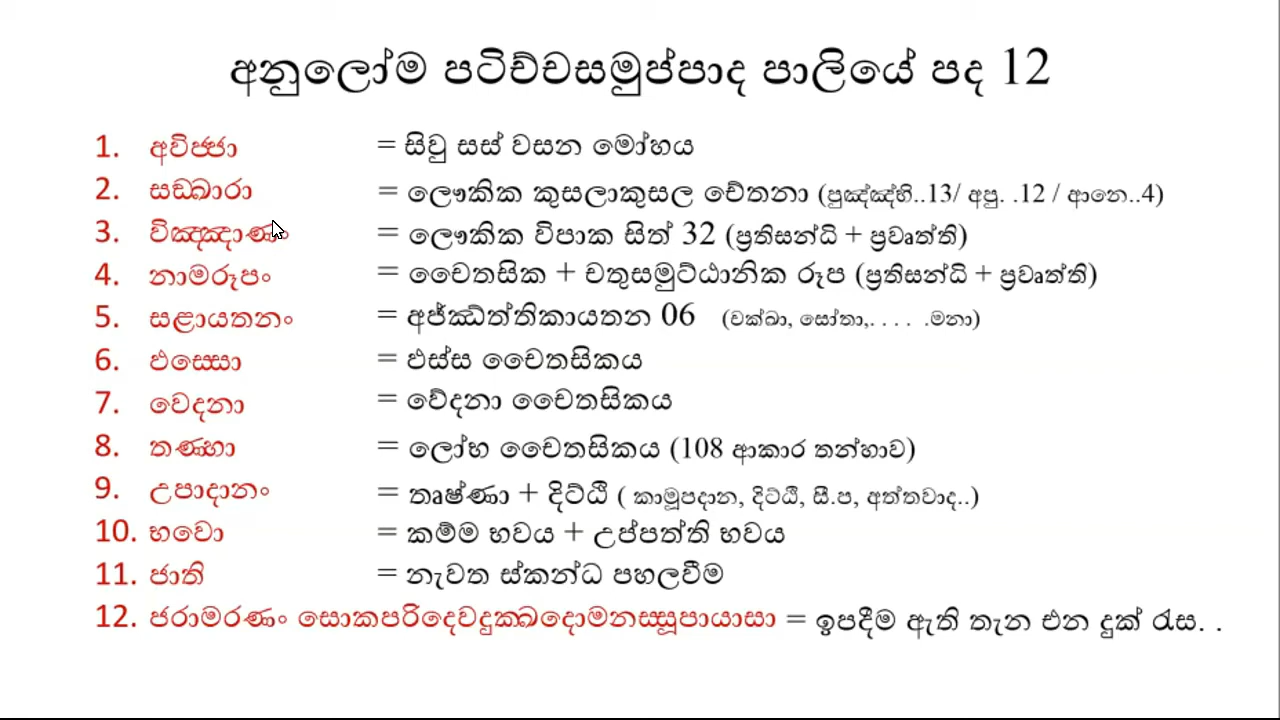 අනුලෝම පටිච්චසමුප්පාද පාලියේ පද 12
1. අවිජ්ජා = සිවු සස් වසන මෝහය
2. සඞ්ඛාරා = ලෞකික කුසලාකුසල චේතනා (පුඤ්ඤ්භි..13/ අපු. .12 / ආනෙ..4)
3. විඤ්ඤාණං = ලෞකික විපාක සිත් 32 (ප්‍රතිසන්ධි + ප්‍රවෘත්ති)
4. නාමරූපං = චෛතසික + චතුසමුට්ඨානික රූප (ප්‍රතිසන්ධි + ප්‍රවෘත්ති)
5. සළායතනං = අජ්ඣ්ත්තිකායතන 06 (චක්ඛා, සෝතා,. . . . .මනා)
6. ඵස්සො = ඵස්ස චෛතසිකය
7. වෙදනා = වේදනා චෛතසිකය
8. තණ්හා = ලෝභ චෛතසිකය (108 ආකාර තන්හාව)
9. උපාදානං = තෘෂ්ණා + දිට්ඨි ( කාමූපදාන, දිට්ඨි, සී.ප, අත්තවාද..)
10. භවො = කම්ම භවය + උප්පත්ති භවය
11. ජාති = නැවත ස්කන්ධ පහලවීම
12. ජරාමරණං සොකපරිදෙවදුක්ඛදොමනස්සූපායාසා = ඉපදීම ඇති තැන එන දුක් රැස. .